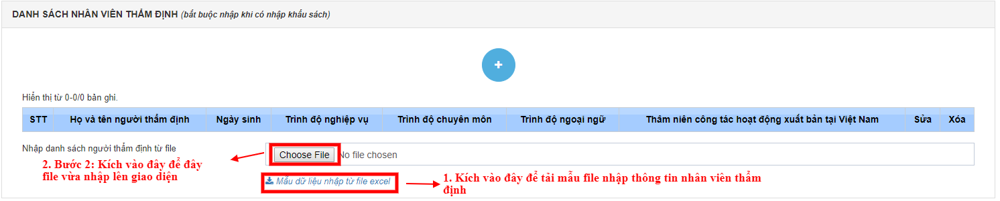 DANH SÁCH NHÂN VIÊN THẨM ĐỊNH (bắt buộc nhập khi có nhập khẩu sách)
+
Hiển thị từ 0-0/0 bản ghi.
STT Họ và tên người thẩm định Ngày sinh Trình độ nghiệp vụ Trình độ chuyên môn Trình độ ngoại ngữ Thâm niên công tác hoạt động xuất bản tại Việt Nam Sửa Xóa
Nhập danh sách người thẩm định từ file
Choose File No file chosen
2. Bước 2: Kích vào đây để đây
file vừa nhập lên giao diện
Mẫu dữ liệu nhập từ file excel
1. Kích vào đây để tải mẫu file nhập thông tin nhân viên thẩm
định